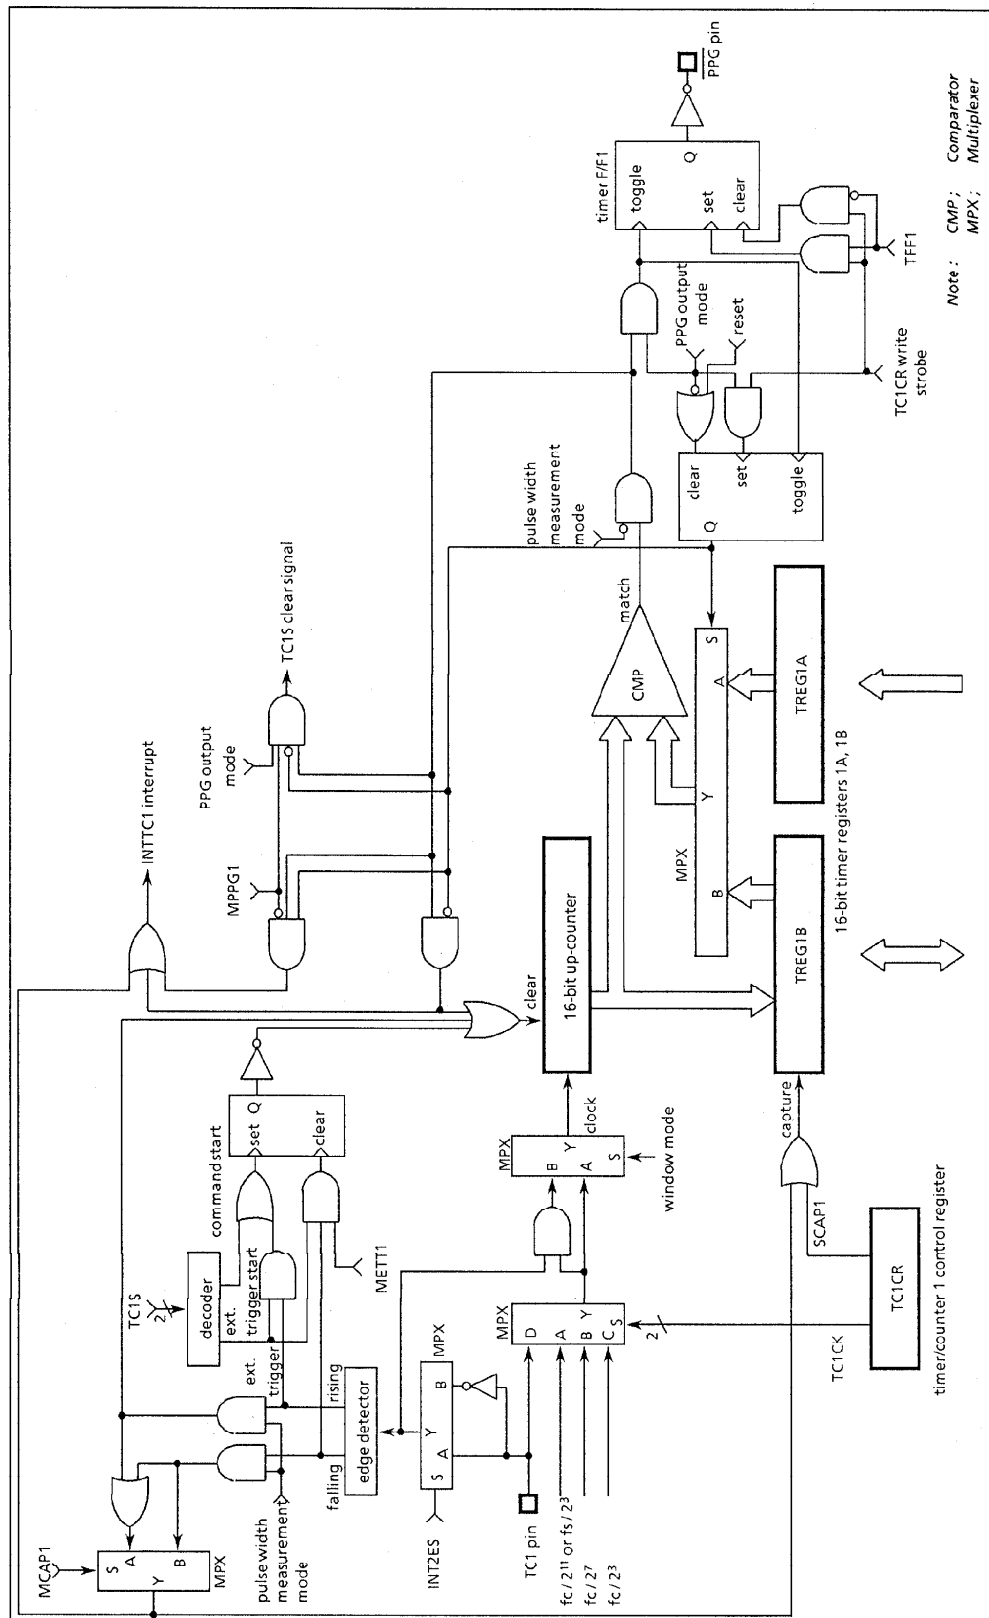 MCAP1
S
A
B
Y
MPX
pulse width
measurement
mode
TC1S
2
decoder
command start
ext.
trigger start
ext.
trigger
rising
falling
edge detector
set
Q
clear
METT1
INT2ES
S
A
Y
B
MPX
TC1 pin
fc / 2¹¹ or fs / 2³
fc / 2⁷
fc / 2³
MPX
D
A
B
C
S
Y
2
TC1CK
MPX
B
Y
A
S
clock
window mode
TC1CR
timer/counter 1 control register
SCAP1
capture
INTTC1 interrupt
MPPG1
PPG output
mode
TC1S clear signal
clear
16-bit up-counter
CMP
match
pulse width
measurement
mode
MPX
B
Y
A
S
TREG1B
TREG1A
16-bit timer registers 1A, 1B
Q
clear
set
toggle
PPG output
mode
reset
TC1CR write
strobe
TFF1
timer F/F1
toggle
set
clear
Q
PPG pin
Note : CMP ; Comparator
MPX ; Multiplexer